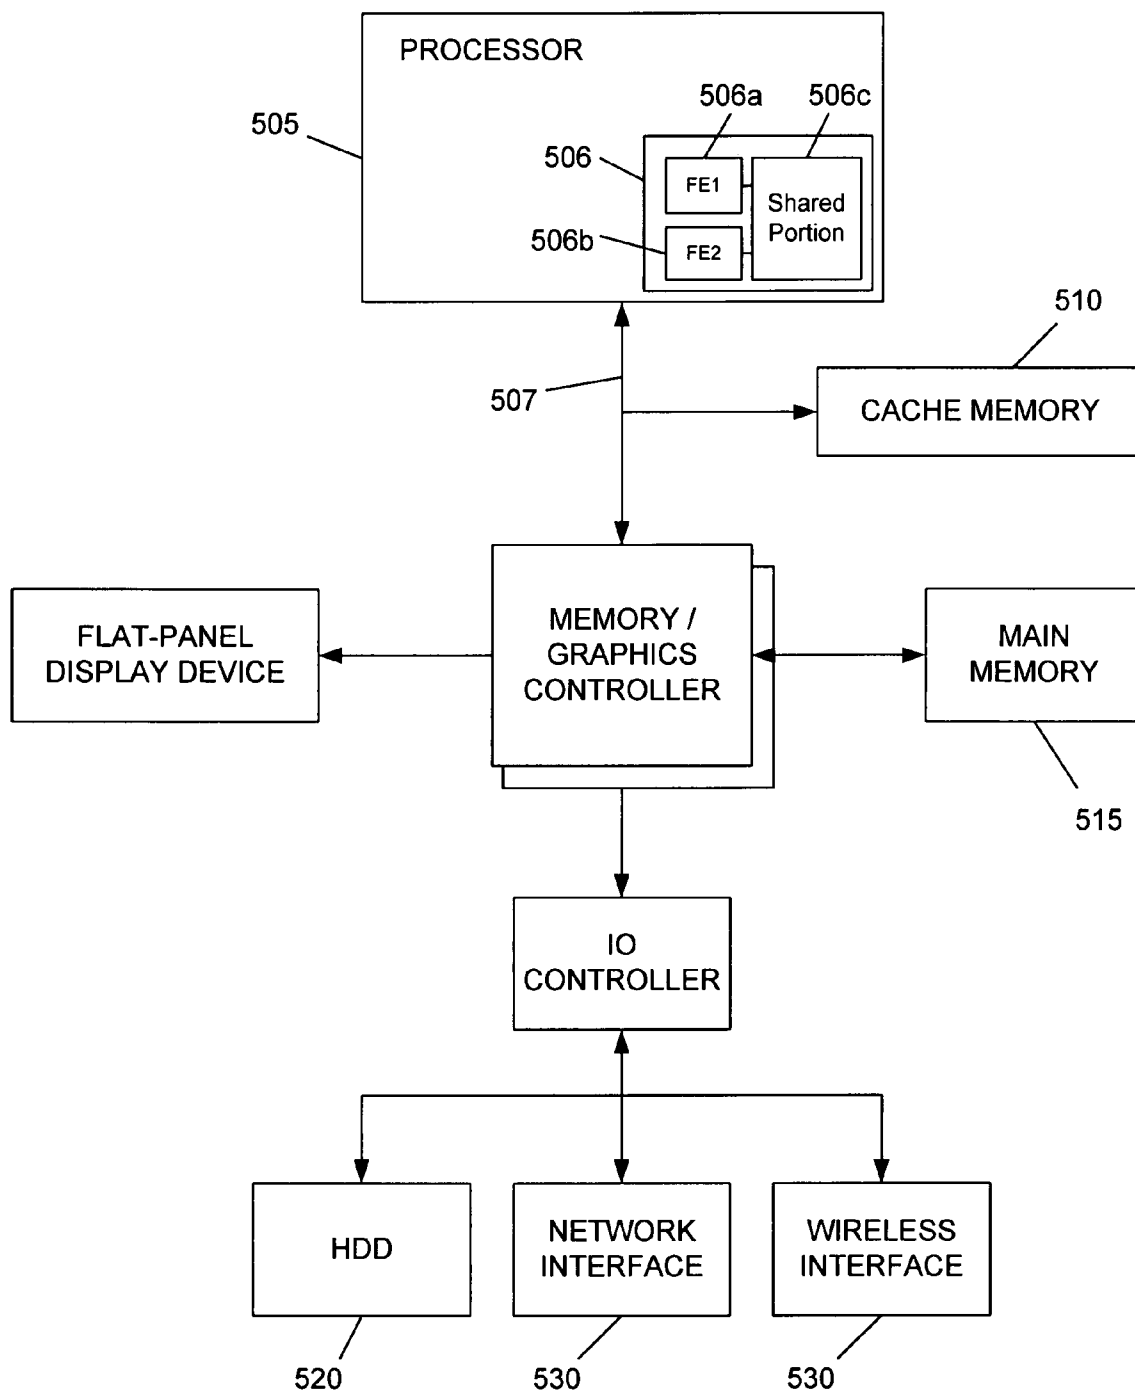 PROCESSOR
506a
506c
505
506
FE1
Shared
Portion
506b
FE2
510
507
CACHE MEMORY
FLAT-PANEL
DISPLAY DEVICE
MEMORY /
GRAPHICS
CONTROLLER
MAIN
MEMORY
515
IO
CONTROLLER
HDD
NETWORK
INTERFACE
WIRELESS
INTERFACE
520
530
530